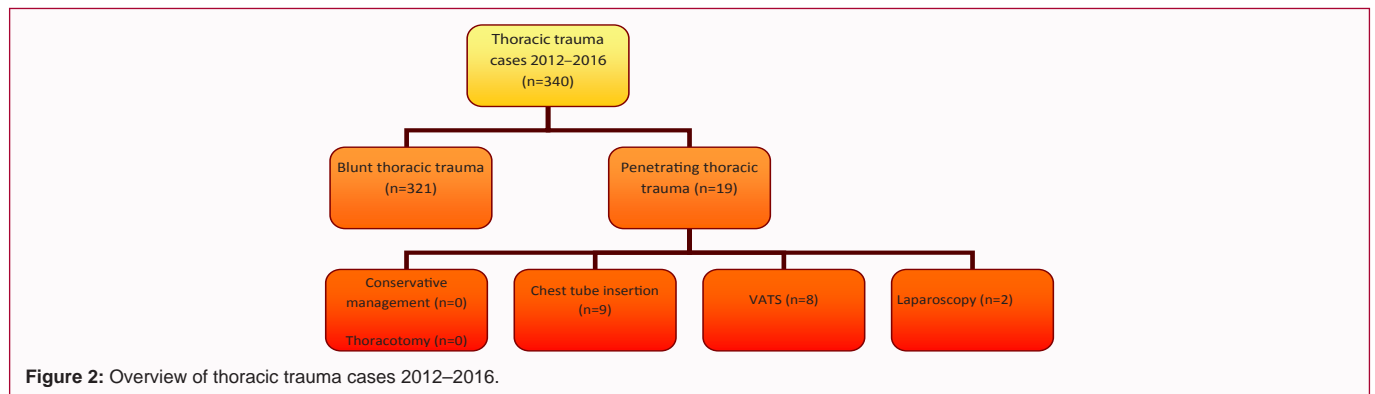 Thoracic trauma
cases 2012–2016
(n=340)
Blunt thoracic trauma
(n=321)
Penetrating thoracic
trauma (n=19)
Conservative
management (n=0)
Thoracotomy (n=0)
Chest tube insertion
(n=9)
VATS (n=8)
Laparoscopy (n=2)
Figure 2: Overview of thoracic trauma cases 2012–2016.